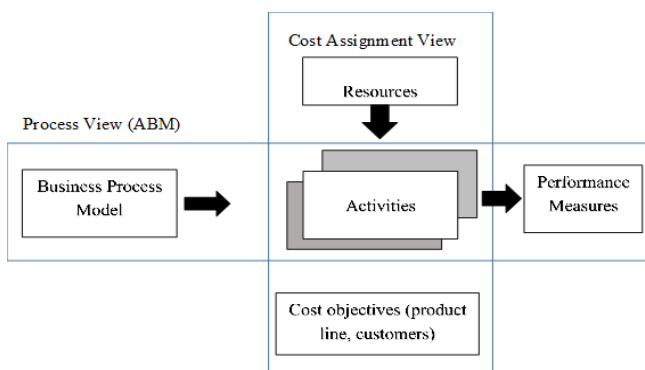 Cost Assignment View
Resources
Process View (ABM)
Business Process
Model
Activities
Performance
Measures
Cost objectives (product
line, customers)